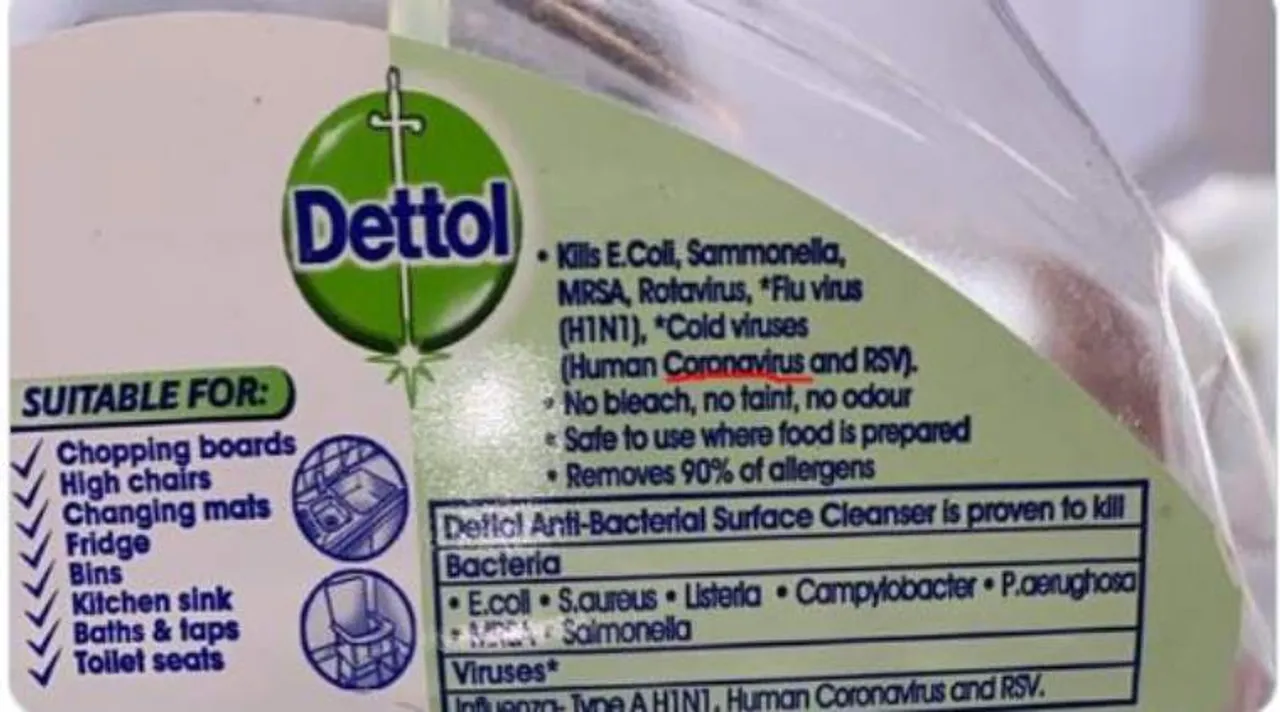 Dettol
• Kills E.Coli, Sammonella,
MRSA, Rotavirus, *Flu virus
(H1N1), *Cold viruses
(Human Coronavirus and RSV).
• No bleach, no taint, no odour
• Safe to use where food is prepared
• Removes 90% of allergens
SUITABLE FOR:
Chopping boards
High chairs
Changing mats
Fridge
Bins
Kitchen sink
Baths & taps
Toilet seats
Dettol Anti-Bacterial Surface Cleanser is proven to kill
Bacteria
• E.coli • S.aureus • Listeria • Campylobacter • P.aerughosa
• MRSA • Salmonella
Viruses*
Influenza- Type A H1N1, Human Coronavirus and RSV.